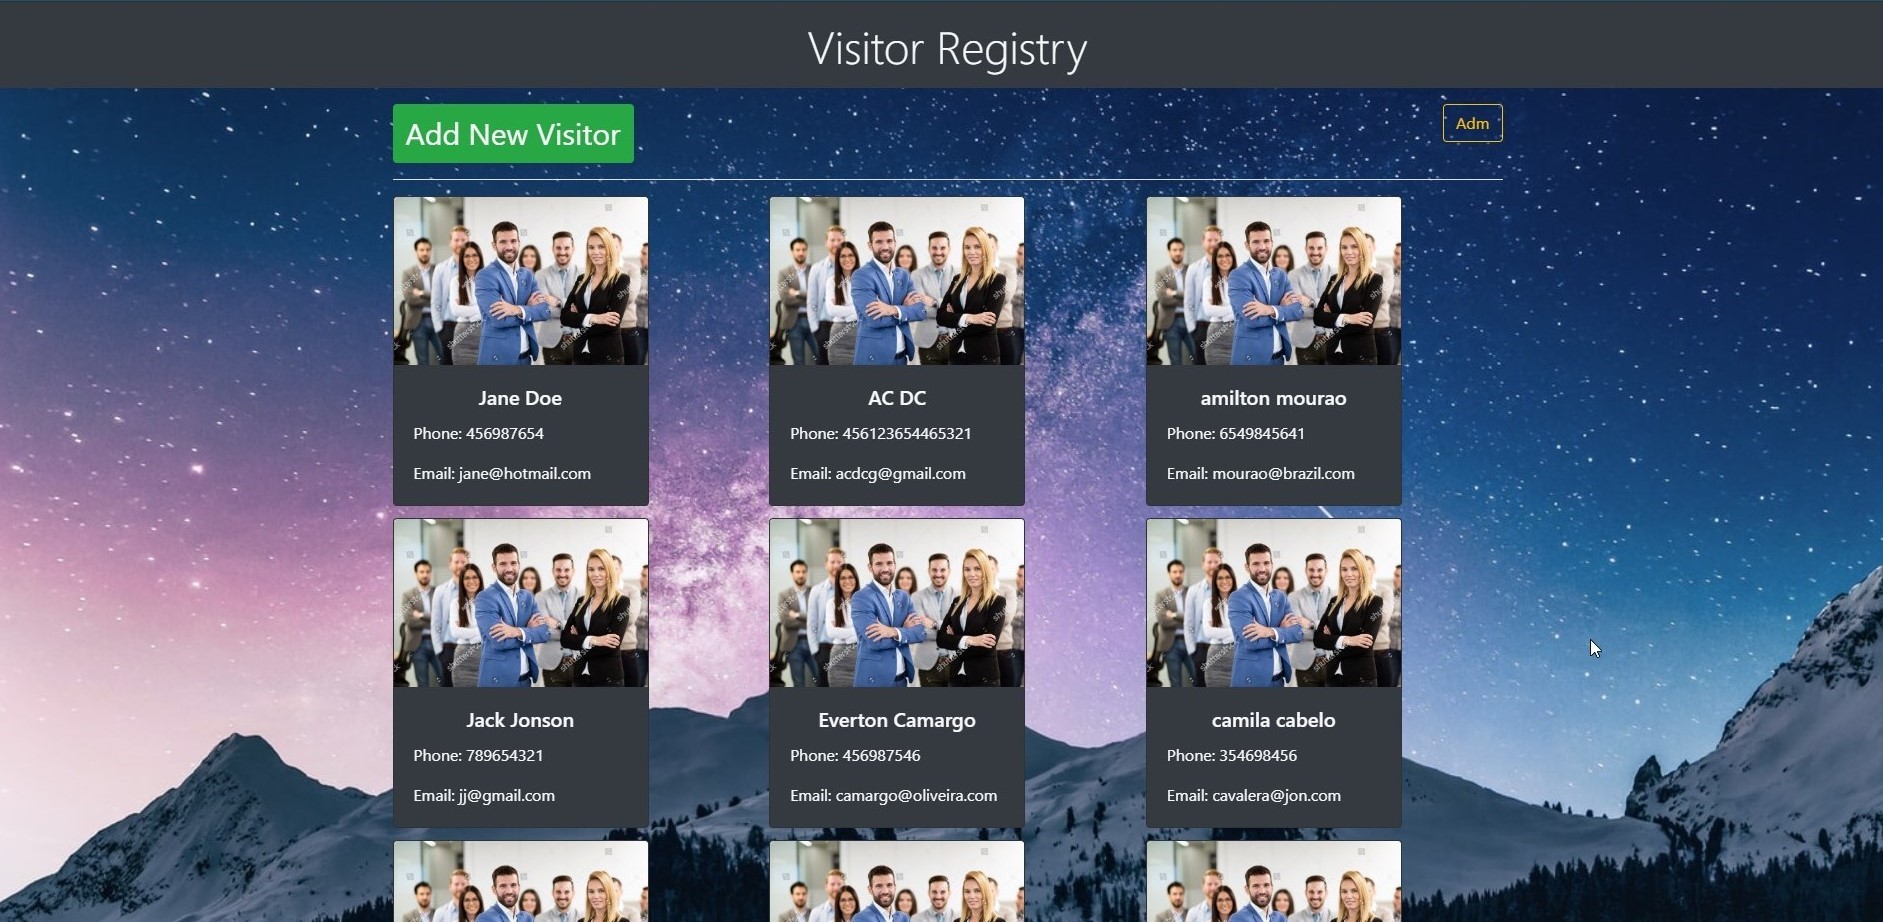 Visitor Registry
Add New Visitor
Adm
Jane Doe
Phone: 456987654
Email: jane@hotmail.com
AC DC
Phone: 456123654465321
Email: acdcg@gmail.com
amilton mourao
Phone: 6549845641
Email: mourao@brazil.com
Jack Jonson
Phone: 789654321
Email: jj@gmail.com
Everton Camargo
Phone: 456987546
Email: camargo@oliveira.com
camila cabelo
Phone: 354698456
Email: cavalera@jon.com